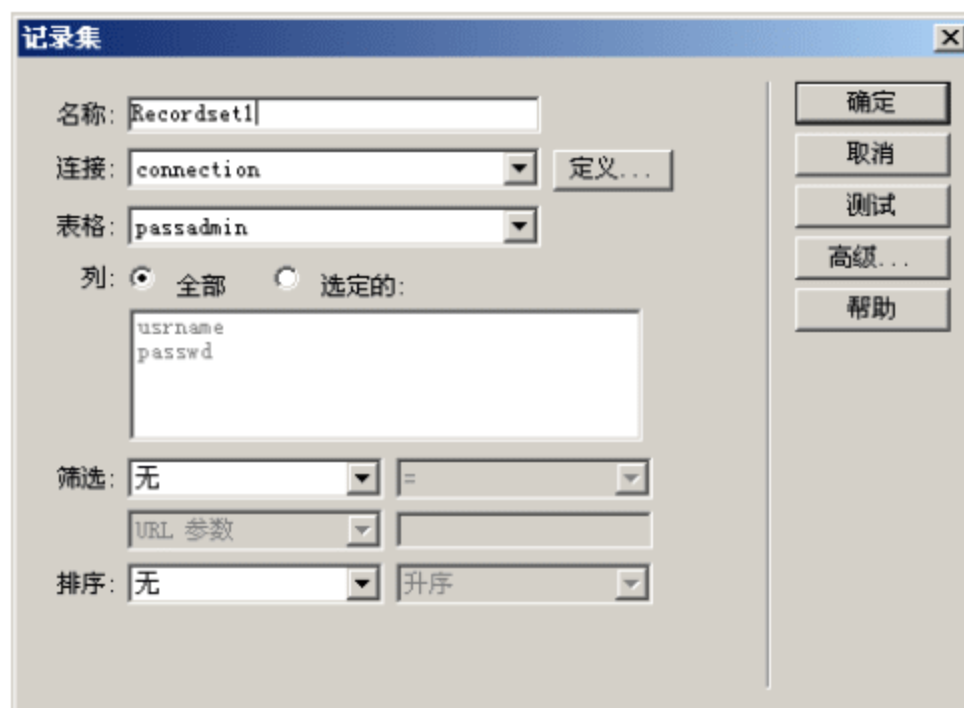 记录集
名称: Recordset1
连接: connection 定义...
表格: passadmin
列: 全部 选定的:
usrname
passwd
筛选: 无 =
URL 参数
排序: 无 升序
确定
取消
测试
高级...
帮助